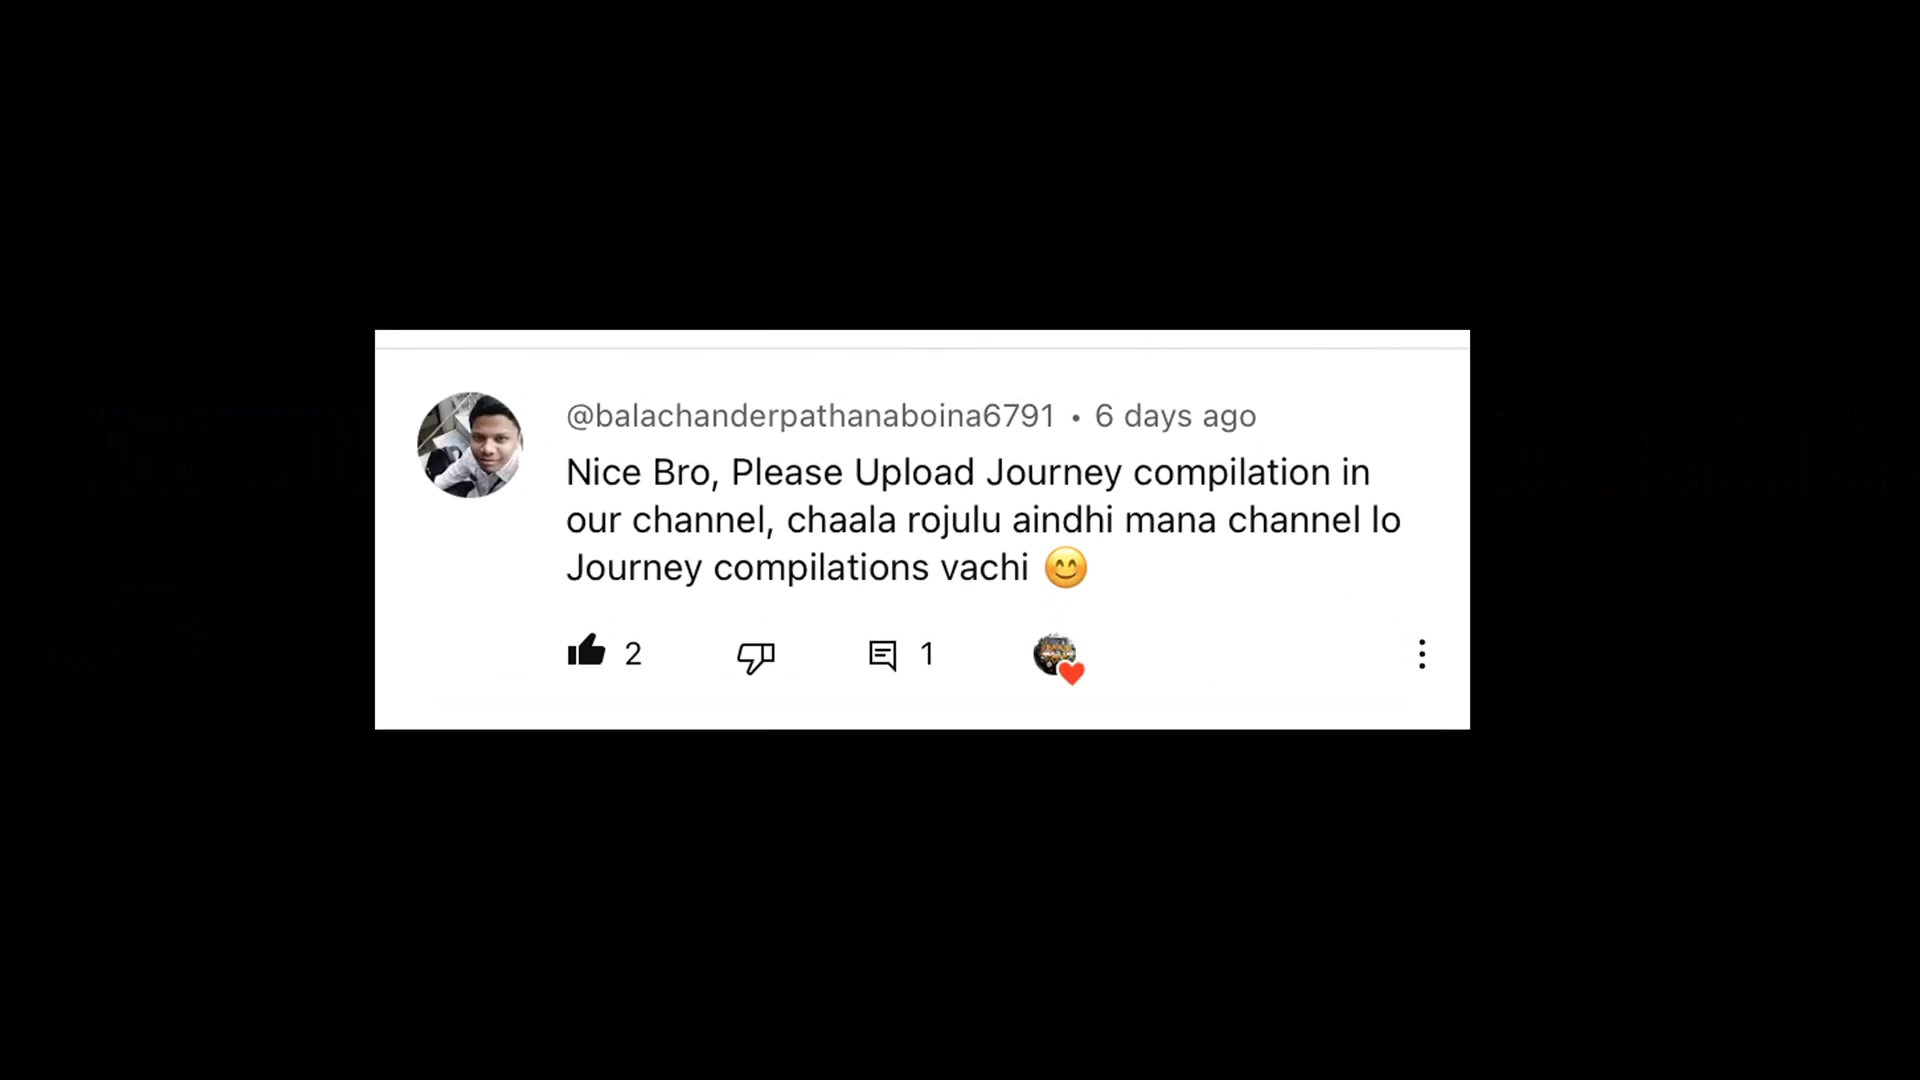 @balachanderpathanaboina6791 • 6 days ago
Nice Bro, Please Upload Journey compilation in
our channel, chaala rojulu aindhi mana channel lo
Journey compilations vachi 😊
2
1